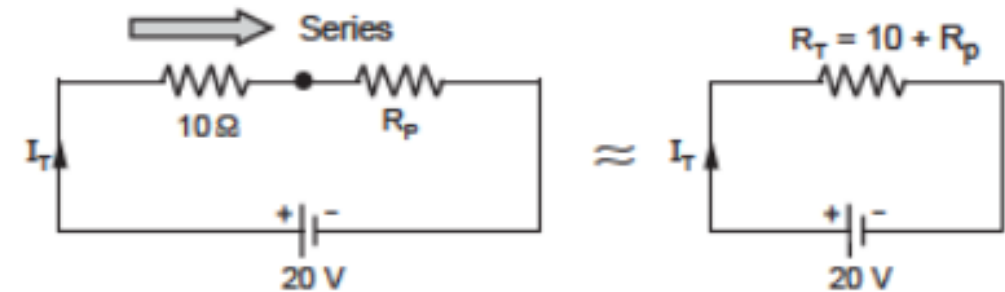 Series
R_T = 10 + R_p
10 Ω
R_P
I_T
≈
I_T
+ −
+ −
20 V
20 V